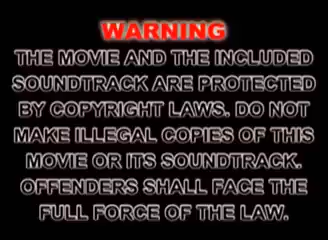 WARNING
THE MOVIE AND THE INCLUDED
SOUNDTRACK ARE PROTECTED
BY COPYRIGHT LAWS. DO NOT
MAKE ILLEGAL COPIES OF THIS
MOVIE OR ITS SOUNDTRACK.
OFFENDERS SHALL FACE THE
FULL FORCE OF THE LAW.